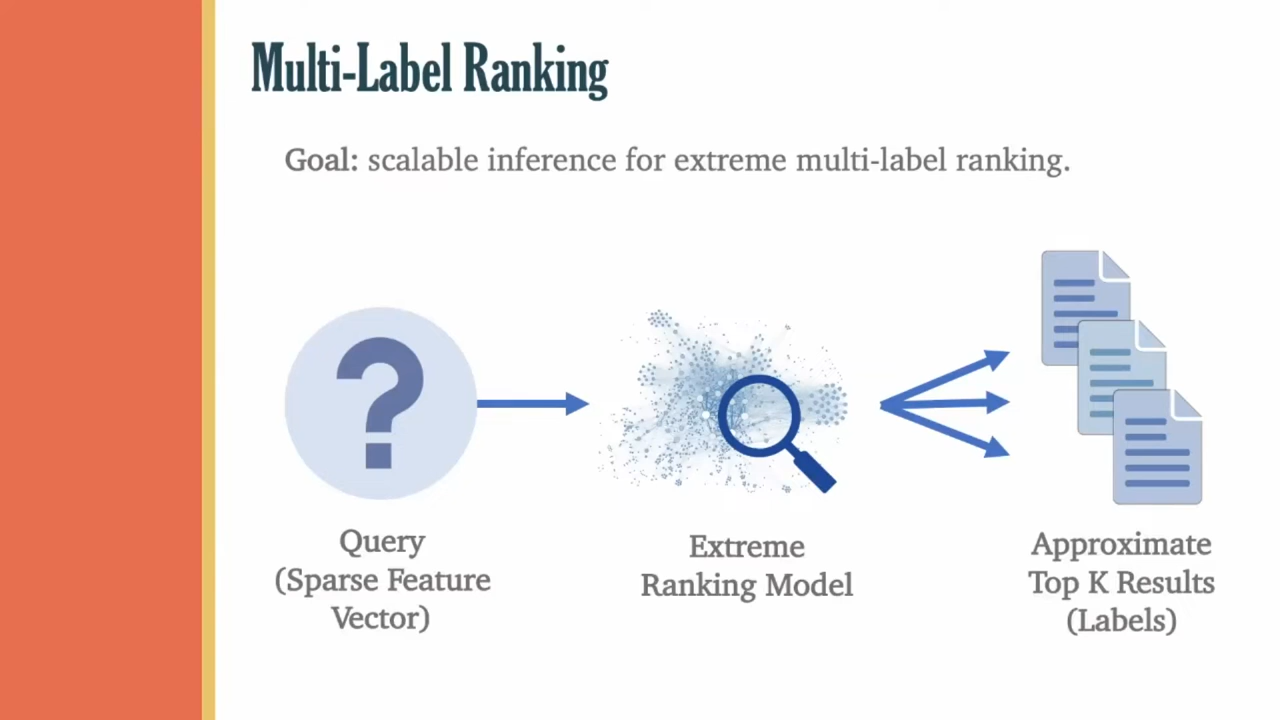 Multi-Label Ranking
Goal: scalable inference for extreme multi-label ranking.
?
Query
(Sparse Feature
Vector)
Extreme
Ranking Model
Approximate
Top K Results
(Labels)